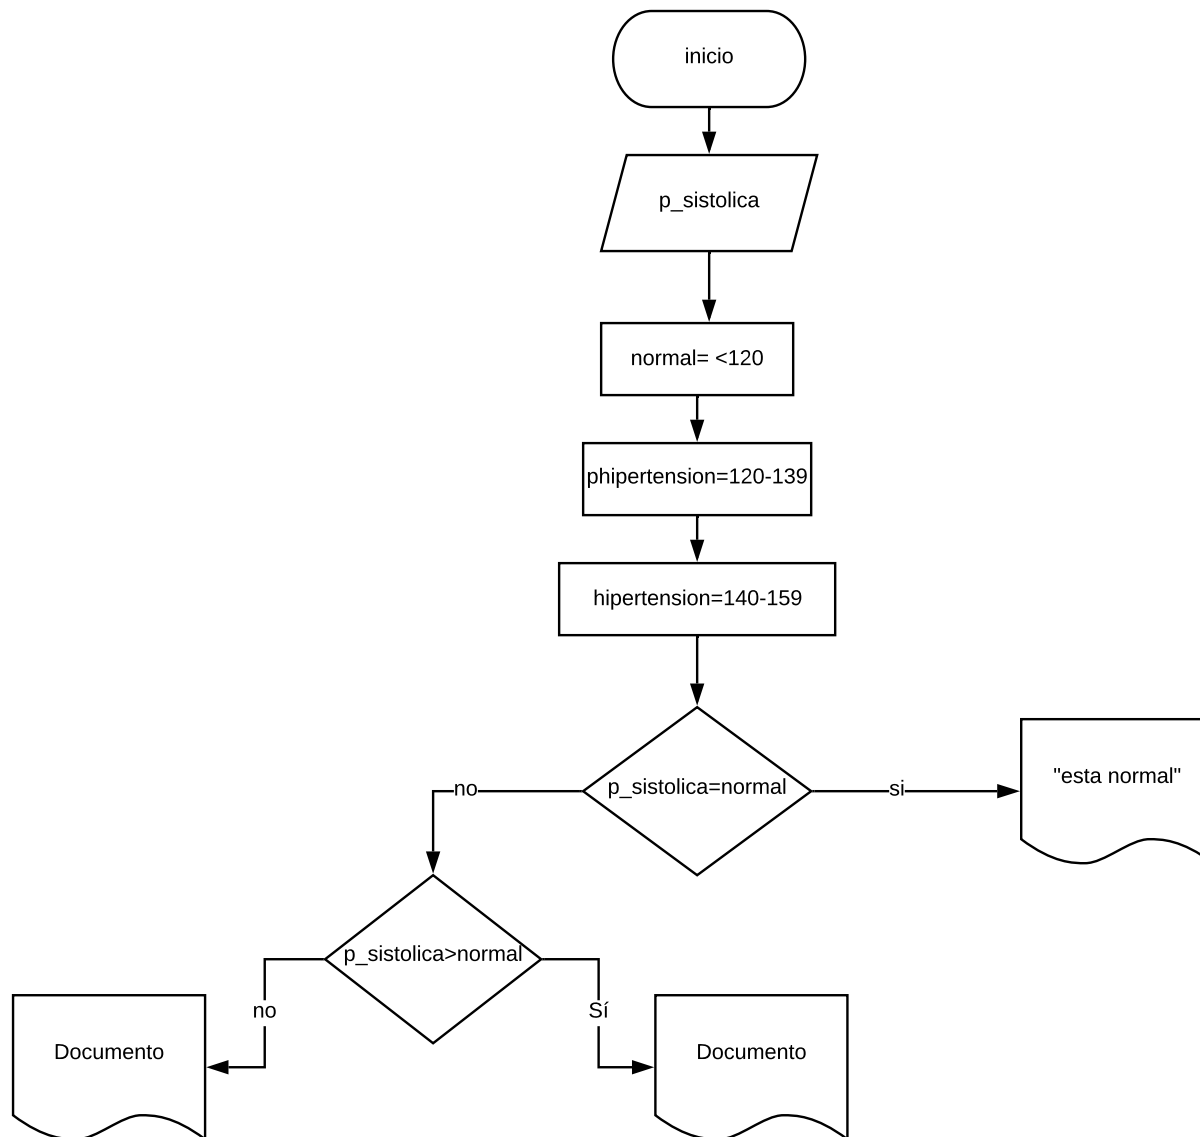 inicio
p_sistolica
normal= <120
phipertension=120-139
hipertension=140-159
p_sistolica=normal
no
si
"esta normal"
p_sistolica>normal
no
Sí
Documento
Documento